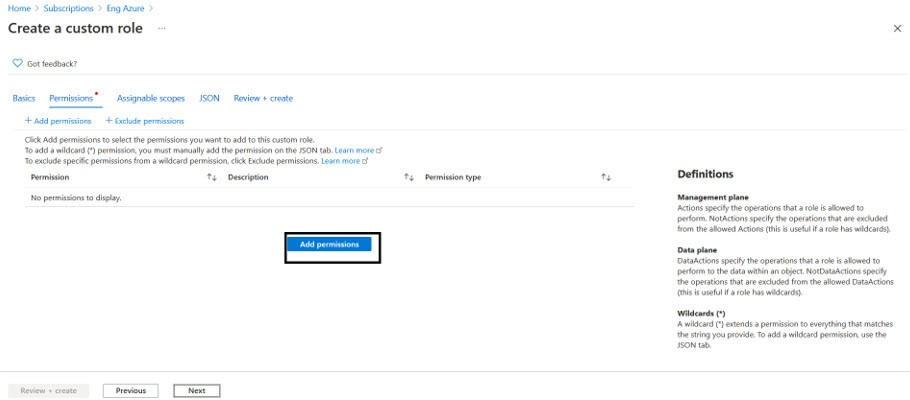 Home > Subscriptions > Eng Azure >
Create a custom role ...
Got feedback?
Basics Permissions Assignable scopes JSON Review + create
+ Add permissions + Exclude permissions
Click Add permissions to select the permissions you want to add to this custom role.
To add a wildcard (*) permission, you must manually add the permission on the JSON tab. Learn more
To exclude specific permissions from a wildcard permission, click Exclude permissions. Learn more
Permission Description Permission type
No permissions to display.
Add permissions
Definitions
Management plane
Actions specify the operations that a role is allowed to
perform. NotActions specify the operations that are excluded
from the allowed Actions (this is useful if a role has wildcards).
Data plane
DataActions specify the operations that a role is allowed to
perform to the data within an object. NotDataActions specify
the operations that are excluded from the allowed DataActions
(this is useful if a role has wildcards).
Wildcards (*)
A wildcard (*) extends a permission to everything that matches
the string you provide. To add a wildcard permission, use the
JSON tab.
Review + create Previous Next